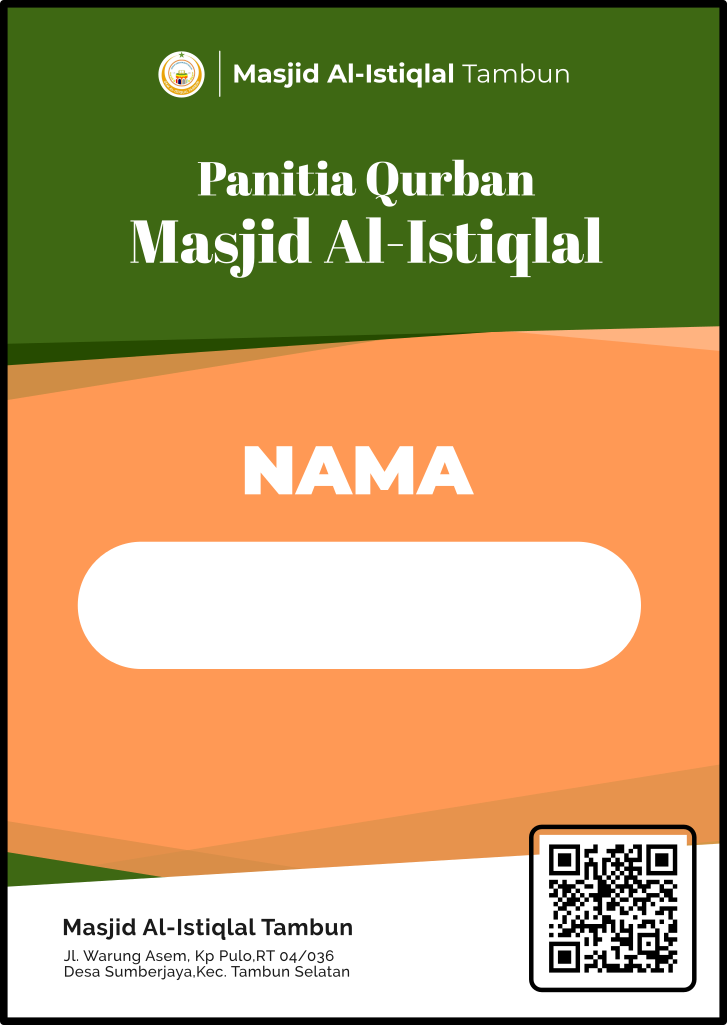 Masjid Al-Istiqlal Tambun
Panitia Qurban
Masjid Al-Istiqlal
NAMA
Masjid Al-Istiqlal Tambun
Jl. Warung Asem, Kp Pulo,RT 04/036
Desa Sumberjaya,Kec. Tambun Selatan